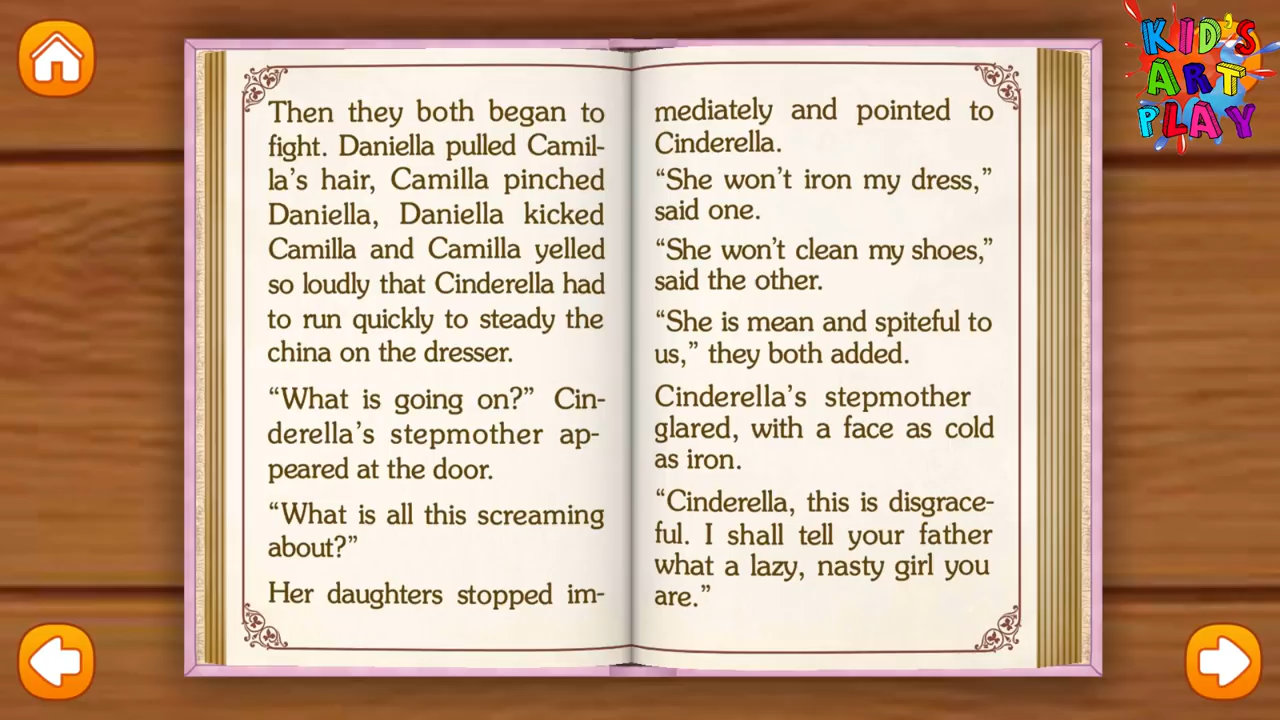 Then they both began to
fight. Daniella pulled Camil-
la's hair, Camilla pinched
Daniella, Daniella kicked
Camilla and Camilla yelled
so loudly that Cinderella had
to run quickly to steady the
china on the dresser.
“What is going on?” Cin-
derella's stepmother ap-
peared at the door.
“What is all this screaming
about?”
Her daughters stopped im-
mediately and pointed to
Cinderella.
“She won't iron my dress,”
said one.
“She won't clean my shoes,”
said the other.
“She is mean and spiteful to
us,” they both added.
Cinderella's stepmother
glared, with a face as cold
as iron.
“Cinderella, this is disgrace-
ful. I shall tell your father
what a lazy, nasty girl you
are.”
KID'S
ART
PLAY